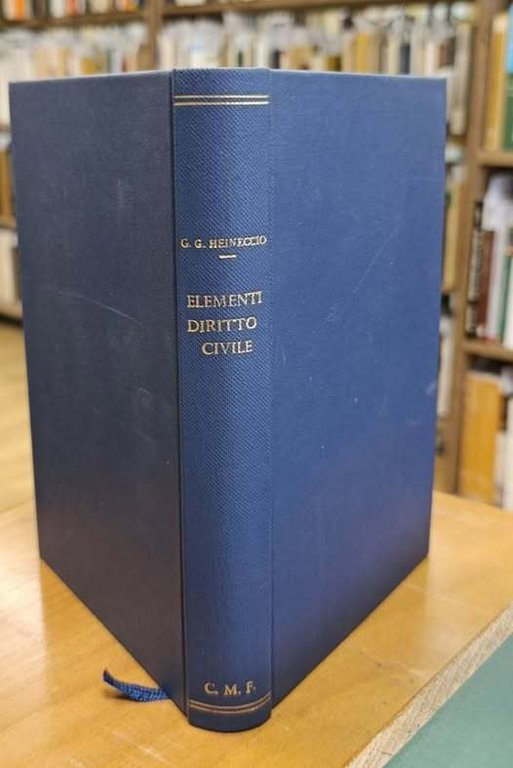 G. G. HEINECCIO
ELEMENTI
DIRITTO
CIVILE
C. M. F.